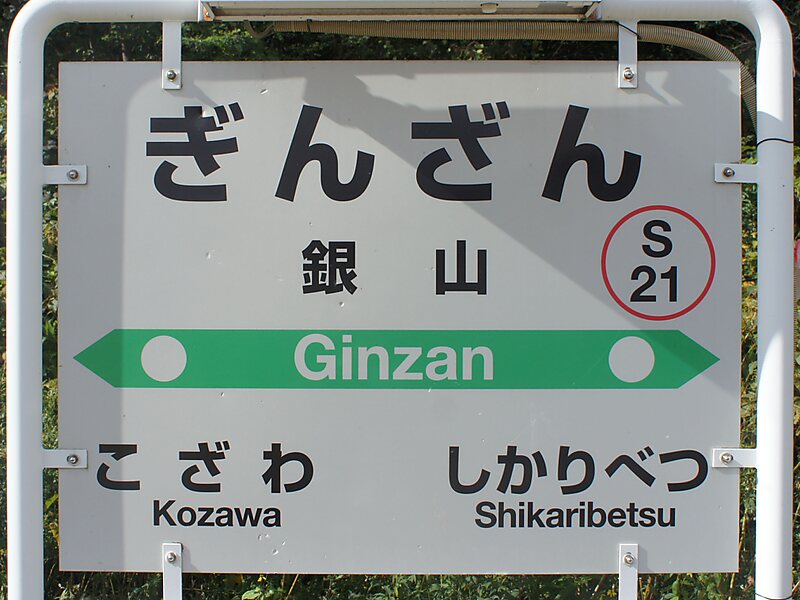 ぎんざん
銀山
S
21
Ginzan
こざわ しかりべつ
Kozawa Shikaribetsu